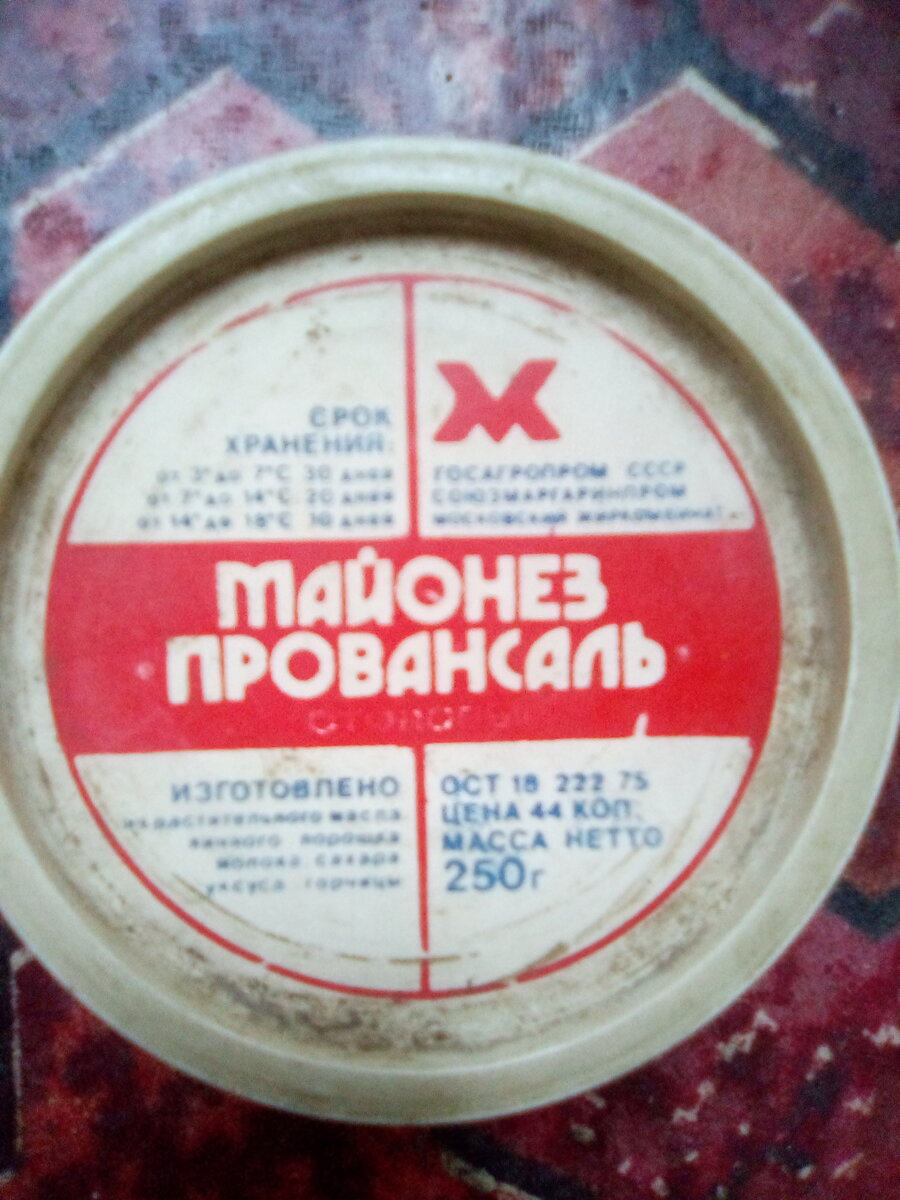 СРОК
ХРАНЕНИЯ:
от 3° до 7°С 30 дней
от 7° до 14°С 20 дней
от 14° до 18°С 10 дней
ГОСАГРОПРОМ СССР
СОЮЗМАРГАРИНПРОМ
МОСКОВСКИЙ ЖИРКОМБИНАТ
МАЙОНЕЗ
ПРОВАНСАЛЬ
ИЗГОТОВЛЕНО
из растительного масла
яичного порошка
молока сахара
уксуса горчицы
ОСТ 18 222 75
ЦЕНА 44 КОП.
МАССА НЕТТО
250г